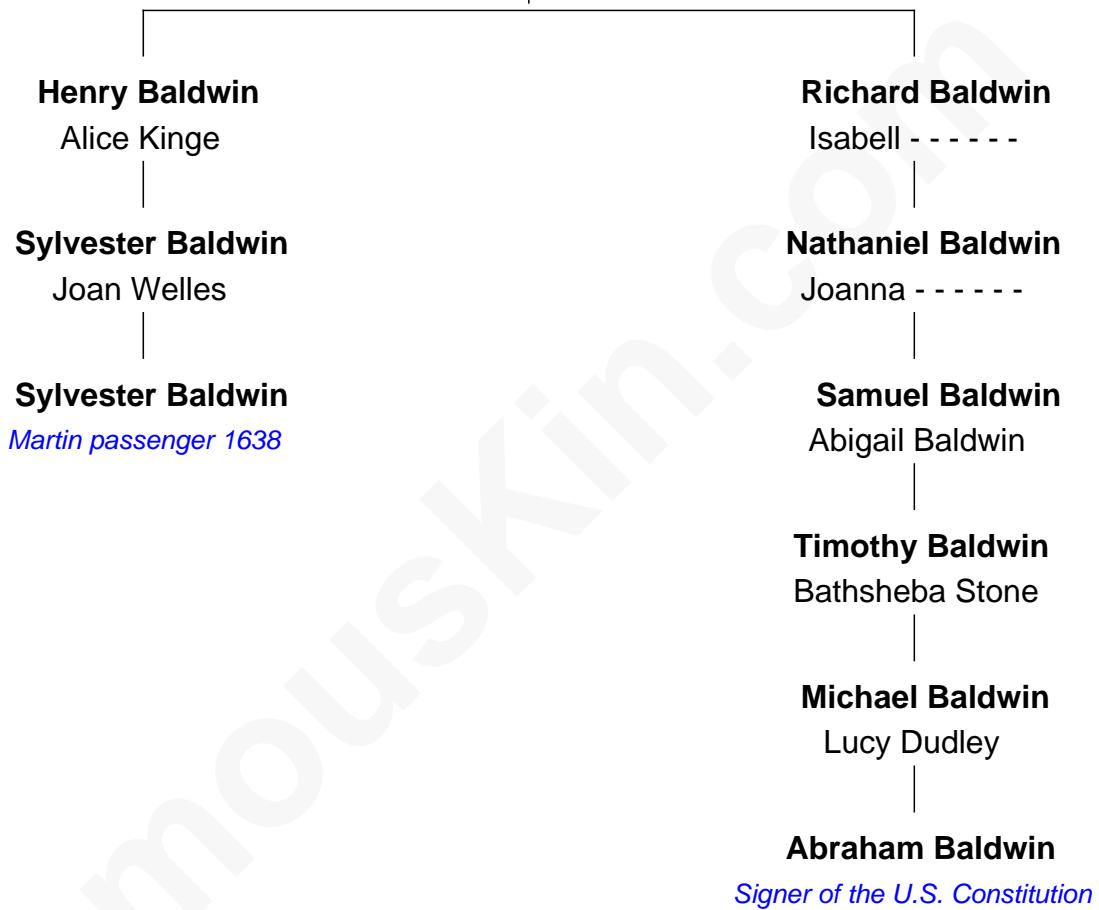 Henry Baldwin
Alice Kinge
Sylvester Baldwin
Joan Welles
Sylvester Baldwin
Martin passenger 1638
Richard Baldwin
Isabell - - - - - -
Nathaniel Baldwin
Joanna - - - - - -
Samuel Baldwin
Abigail Baldwin
Timothy Baldwin
Bathsheba Stone
Michael Baldwin
Lucy Dudley
Abraham Baldwin
Signer of the U.S. Constitution
mousKin.com